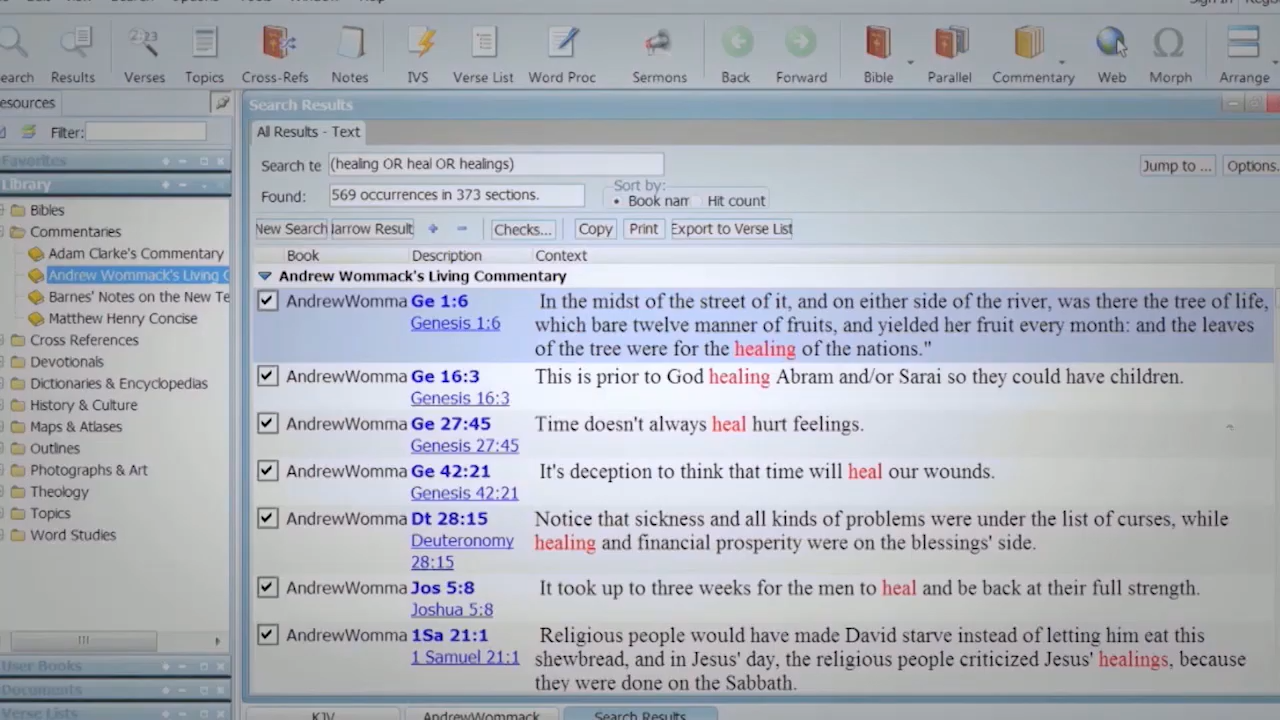 Search Results Verses Topics Cross-Refs Notes IVS Verse List Word Proc Sermons Back Forward Bible Parallel Commentary Web Morph Arrange
esources
Filter:
Favorites
Library
Bibles
Commentaries
Adam Clarke's Commentary
Andrew Wommack's Living C
Barnes' Notes on the New Te
Matthew Henry Concise
Cross References
Devotionals
Dictionaries & Encyclopedias
History & Culture
Maps & Atlases
Outlines
Photographs & Art
Theology
Topics
Word Studies
User Books
Documents
Verse Lists
Search Results
All Results - Text
Search te (healing OR heal OR healings) Jump to ... Options.
Found: 569 occurrences in 373 sections. Sort by:
Book nam Hit count
New Search Narrow Result + − Checks... Copy Print Export to Verse List
Book Description Context
Andrew Wommack's Living Commentary
AndrewWomma Ge 1:6 In the midst of the street of it, and on either side of the river, was there the tree of life,
Genesis 1:6 which bare twelve manner of fruits, and yielded her fruit every month: and the leaves
of the tree were for the healing of the nations."
AndrewWomma Ge 16:3 This is prior to God healing Abram and/or Sarai so they could have children.
Genesis 16:3
AndrewWomma Ge 27:45 Time doesn't always heal hurt feelings.
Genesis 27:45
AndrewWomma Ge 42:21 It's deception to think that time will heal our wounds.
Genesis 42:21
AndrewWomma Dt 28:15 Notice that sickness and all kinds of problems were under the list of curses, while
Deuteronomy healing and financial prosperity were on the blessings' side.
28:15
AndrewWomma Jos 5:8 It took up to three weeks for the men to heal and be back at their full strength.
Joshua 5:8
AndrewWomma 1Sa 21:1 Religious people would have made David starve instead of letting him eat this
1 Samuel 21:1 shewbread, and in Jesus' day, the religious people criticized Jesus' healings, because
they were done on the Sabbath.
KJV AndrewWommack Search Results